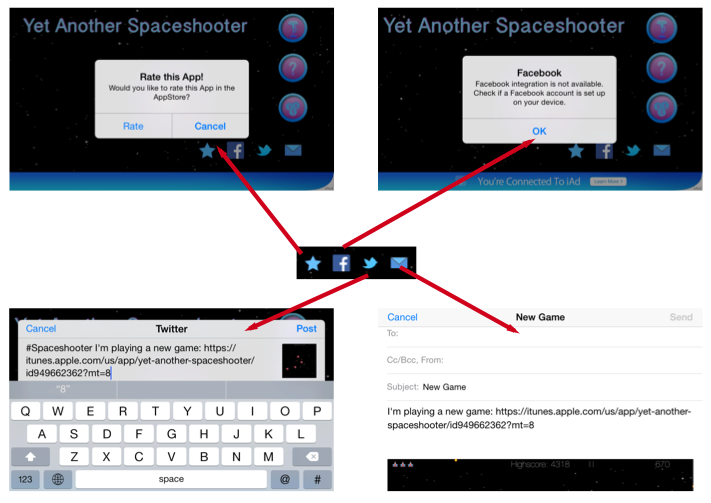 Yet Another Spaceshooter
Rate this App!
Would you like to rate this App in the
AppStore?
Rate Cancel
Yet Another Spaceshooter
?
Facebook
Facebook integration is not available.
Check if a Facebook account is set up
on your device.
OK
?
You're Connected To iAd Learn More >
Yet Another Spaceshooter
Cancel Twitter Post
#Spaceshooter I'm playing a new game: https://
itunes.apple.com/us/app/yet-another-spaceshooter/
id949662362?mt=8
"8"
Q W E R T Y U I O P
A S D F G H J K L
Z X C V B N M
123 space @ #
Cancel New Game Send
To:
Cc/Bcc, From:
Subject: New Game
I'm playing a new game: https://itunes.apple.com/us/app/yet-another-
spaceshooter/id949662362?mt=8
Highscore: 4318 II 670